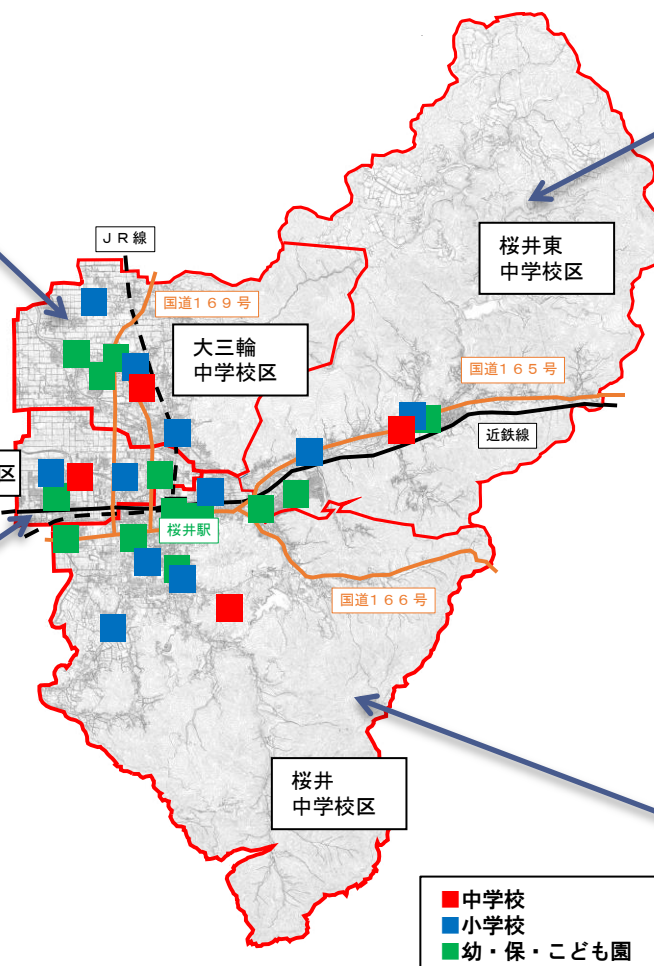 ＪＲ線
国道１６９号
桜井東
中学校区
大三輪
中学校区
国道１６５号
近鉄線
区
桜井駅
国道１６６号
桜井
中学校区
中学校
小学校
幼・保・こども園